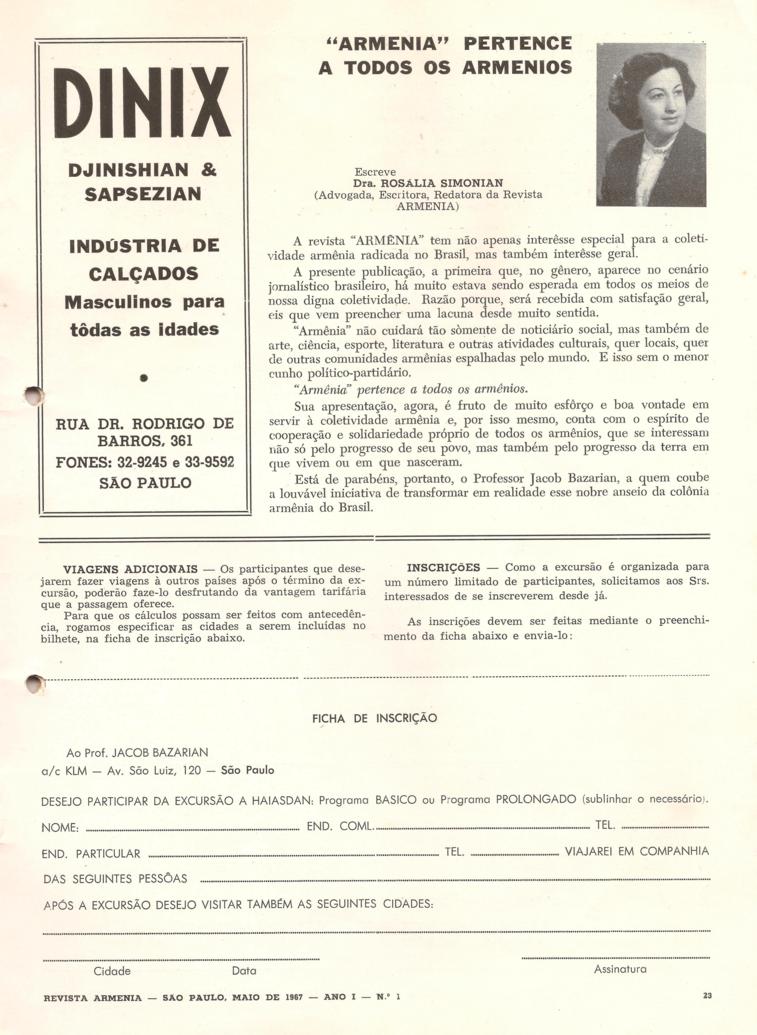 DINIX
DJINISHIAN &
SAPSEZIAN
INDÚSTRIA DE
CALÇADOS
Masculinos para
tôdas as idades
•
RUA DR. RODRIGO DE
BARROS, 361
FONES: 32-9245 e 33-9592
SÃO PAULO
"ARMENIA" PERTENCE
A TODOS OS ARMENIOS
Escreve
Dra. ROSÁLIA SIMONIAN
(Advogada, Escritora, Redatora da Revista
ARMENIA)
A revista "ARMÊNIA" tem não apenas interêsse especial para a coleti-
vidade armênia radicada no Brasil, mas também interêsse geral.
A presente publicação, a primeira que, no gênero, aparece no cenário
jornalístico brasileiro, há muito estava sendo esperada em todos os meios de
nossa digna coletividade. Razão porque, será recebida com satisfação geral,
eis que vem preencher uma lacuna desde muito sentida.
"Armênia" não cuidará tão sòmente de noticiário social, mas também de
arte, ciência, esporte, literatura e outras atividades culturais, quer locais, quer
de outras comunidades armênias espalhadas pelo mundo. E isso sem o menor
cunho político-partidário.
"Armênia" pertence a todos os armênios.
Sua apresentação, agora, é fruto de muito esfôrço e boa vontade em
servir à coletividade armênia e, por isso mesmo, conta com o espírito de
cooperação e solidariedade próprio de todos os armênios, que se interessam
não só pelo progresso de seu povo, mas também pelo progresso da terra em
que vivem ou em que nasceram.
Está de parabéns, portanto, o Professor Jacob Bazarian, a quem coube
a louvável iniciativa de transformar em realidade esse nobre anseio da colônia
armênia do Brasil.
VIAGENS ADICIONAIS — Os participantes que dese-
jarem fazer viagens à outros países após o término da ex-
cursão, poderão faze-lo desfrutando da vantagem tarifária
que a passagem oferece.
Para que os cálculos possam ser feitos com antecedên-
cia, rogamos especificar as cidades a serem incluídas no
bilhete, na ficha de inscrição abaixo.
INSCRIÇÕES — Como a excursão é organizada para
um número limitado de participantes, solicitamos aos Srs.
interessados de se inscreverem desde já.
As inscrições devem ser feitas mediante o preenchi-
mento da ficha abaixo e envia-lo:
FICHA DE INSCRIÇÃO
Ao Prof. JACOB BAZARIAN
a/c KLM — Av. São Luiz, 120 — São Paulo
DESEJO PARTICIPAR DA EXCURSÃO A HAIASDAN: Programa BASICO ou Programa PROLONGADO (sublinhar o necessário).
NOME: END. COML. TEL.
END. PARTICULAR TEL. VIAJAREI EM COMPANHIA
DAS SEGUINTES PESSÔAS
APÓS A EXCURSÃO DESEJO VISITAR TAMBÉM AS SEGUINTES CIDADES:
Cidade Data Assinatura
REVISTA ARMENIA — SÃO PAULO, MAIO DE 1967 — ANO I — N.º 1 23